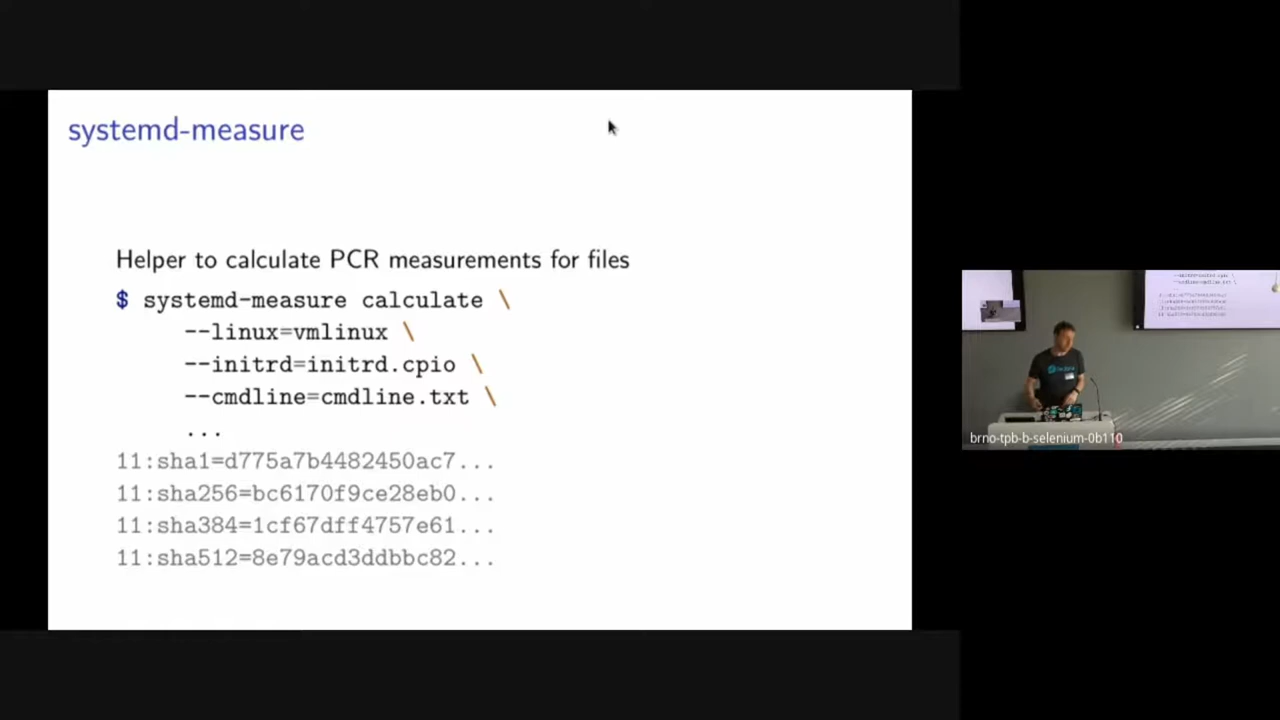 systemd-measure
Helper to calculate PCR measurements for files
$ systemd-measure calculate \
--linux=vmlinux \
--initrd=initrd.cpio \
--cmdline=cmdline.txt \
...
11:sha1=d775a7b4482450ac7...
11:sha256=bc6170f9ce28eb0...
11:sha384=1cf67dff4757e61...
11:sha512=8e79acd3ddbbc82...
brno-tpb-b-selenium-0b110